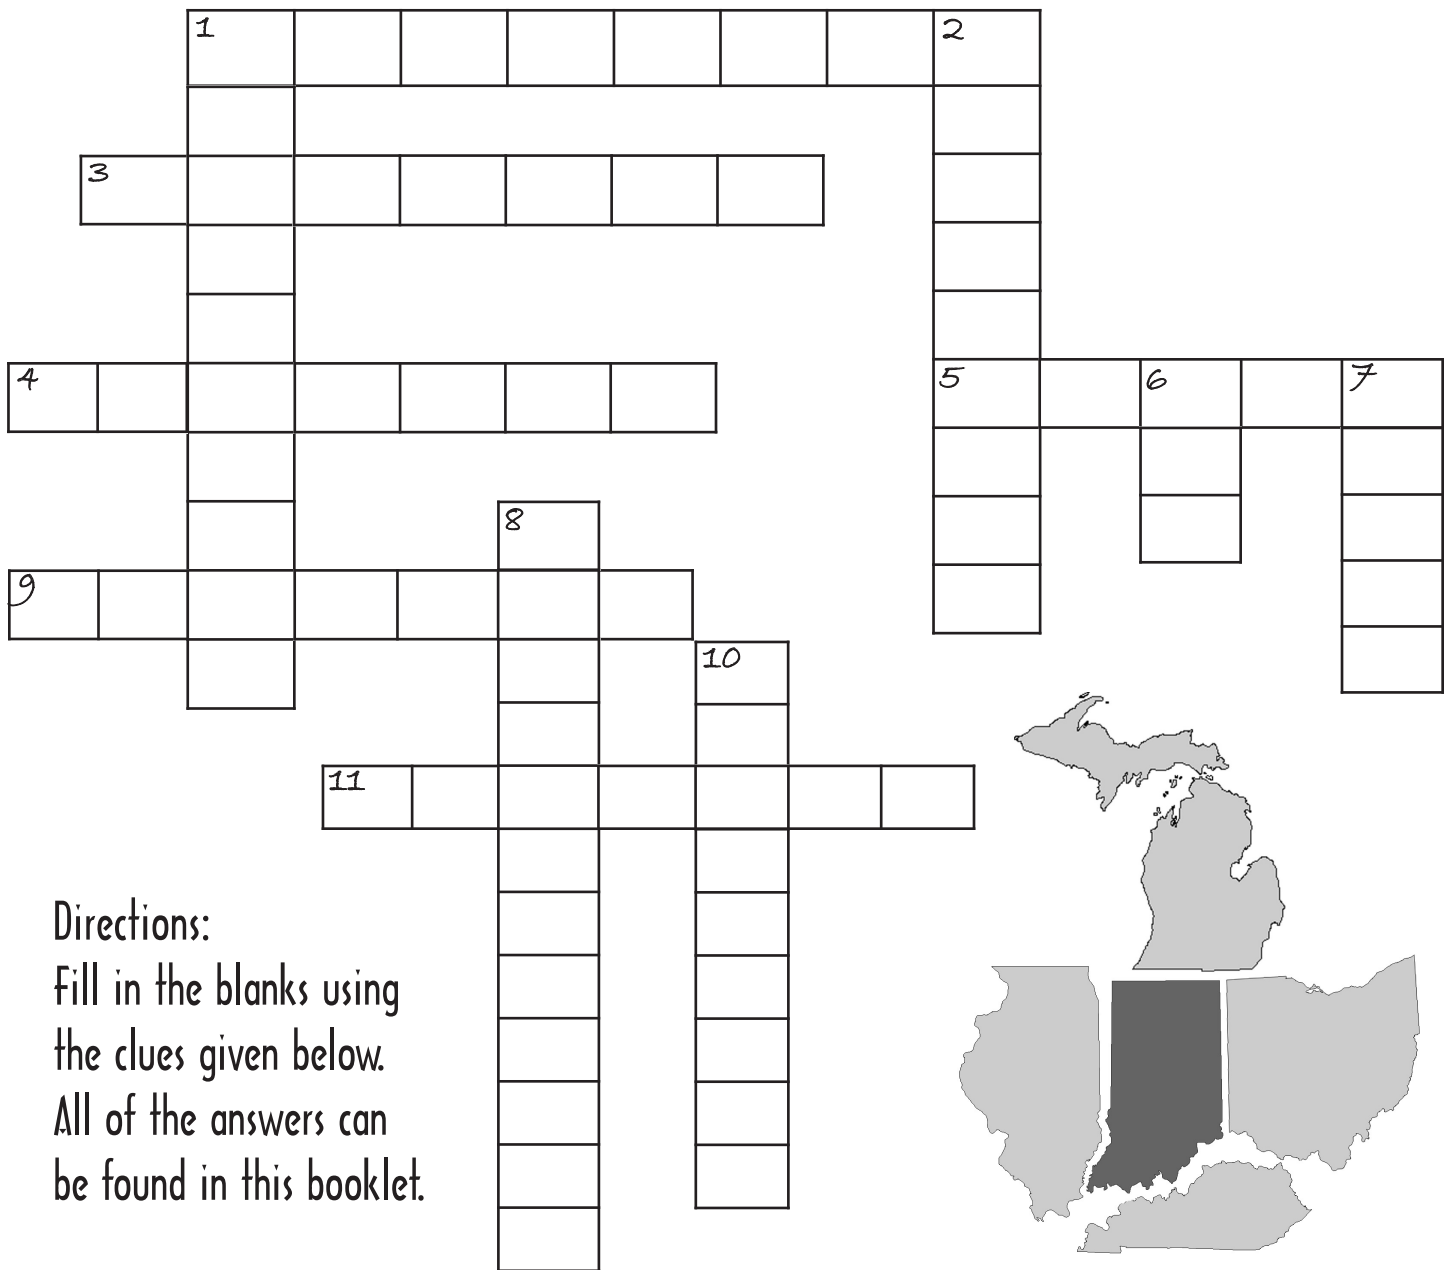 1
2
3
4
5
6
7
8
9
10
11
Directions:
Fill in the blanks using
the clues given below.
All of the answers can
be found in this booklet.